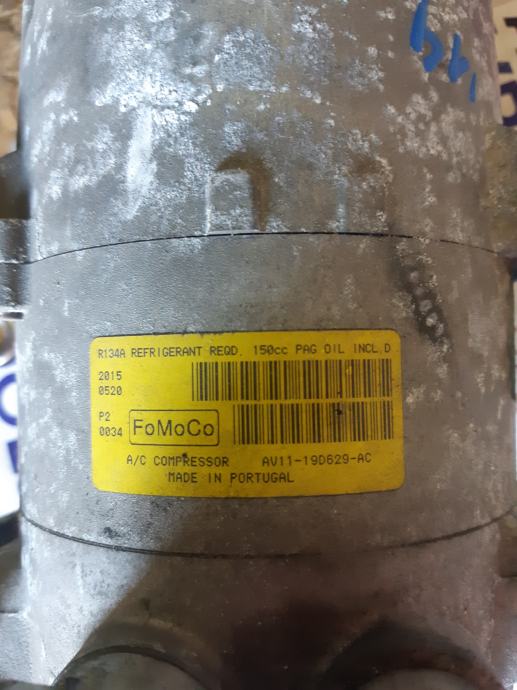 R134A REFRIGERANT REQD. 150cc PAG OIL INCL.D
2015
0520
P2
0034
FoMoCo
A/C COMPRESSOR AV11-19D629-AC
MADE IN PORTUGAL